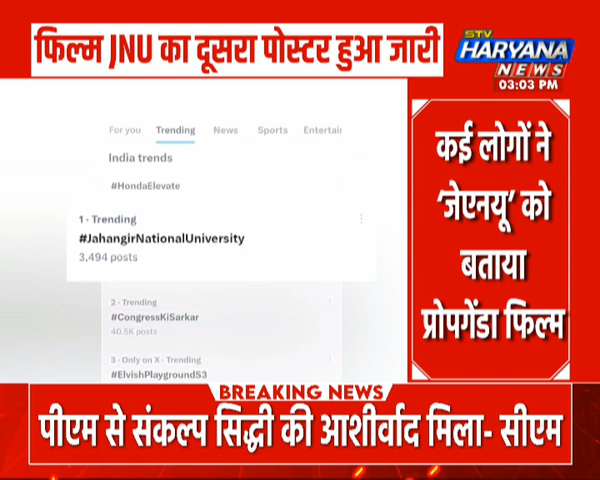 फिल्म JNU का दूसरा पोस्टर हुआ जारी
STV
HARYANA
NEWS
03:03 PM
For you Trending News Sports Entertain
India trends
#HondaElevate
1 · Trending
#JahangirNationalUniversity
3,494 posts
2 · Trending
#CongressKiSarkar
40.5K posts
3 · Only on X · Trending
#ElvishPlaygroundS3
कई लोगों ने
‘जेएनयू’ को
बताया
प्रोपगेंडा फिल्म
BREAKING NEWS
पीएम से संकल्प सिद्धी की आशीर्वाद मिला- सीएम